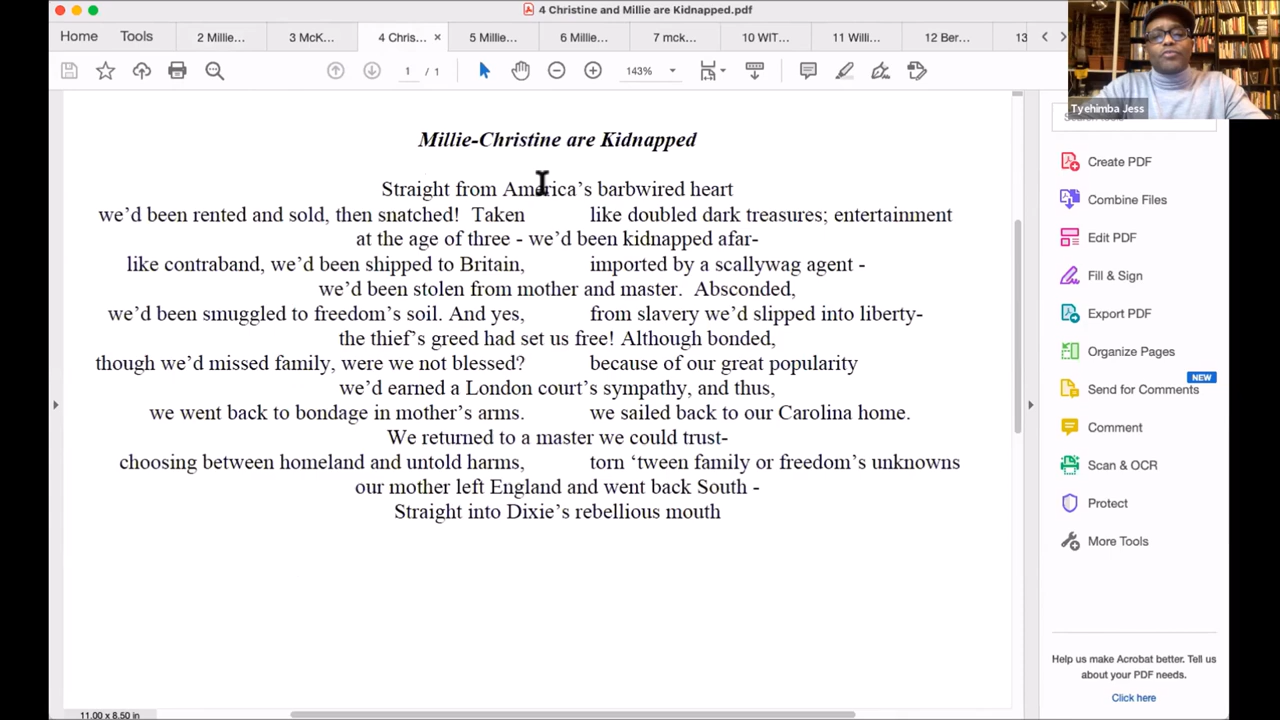 4 Christine and Millie are Kidnapped.pdf
Home Tools 2 Millie... 3 McK... 4 Chris... × 5 Millie... 6 Millie... 7 mck... 10 WIT... 11 Willi... 12 Ber... 13
1 / 1 143%
Tyehimba Jess
Millie-Christine are Kidnapped
Straight from America’s barbwired heart
we’d been rented and sold, then snatched! Taken like doubled dark treasures; entertainment
at the age of three - we’d been kidnapped afar-
like contraband, we’d been shipped to Britain, imported by a scallywag agent -
we’d been stolen from mother and master. Absconded,
we’d been smuggled to freedom’s soil. And yes, from slavery we’d slipped into liberty-
the thief’s greed had set us free! Although bonded,
though we’d missed family, were we not blessed? because of our great popularity
we’d earned a London court’s sympathy, and thus,
we went back to bondage in mother’s arms. we sailed back to our Carolina home.
We returned to a master we could trust-
choosing between homeland and untold harms, torn ‘tween family or freedom’s unknowns
our mother left England and went back South -
Straight into Dixie’s rebellious mouth
11.00 x 8.50 in
Search tools
Create PDF
Combine Files
Edit PDF
Fill & Sign
Export PDF
Organize Pages
NEW
Send for Comments
Comment
Scan & OCR
Protect
More Tools
Help us make Acrobat better. Tell us
about your PDF needs.
Click here